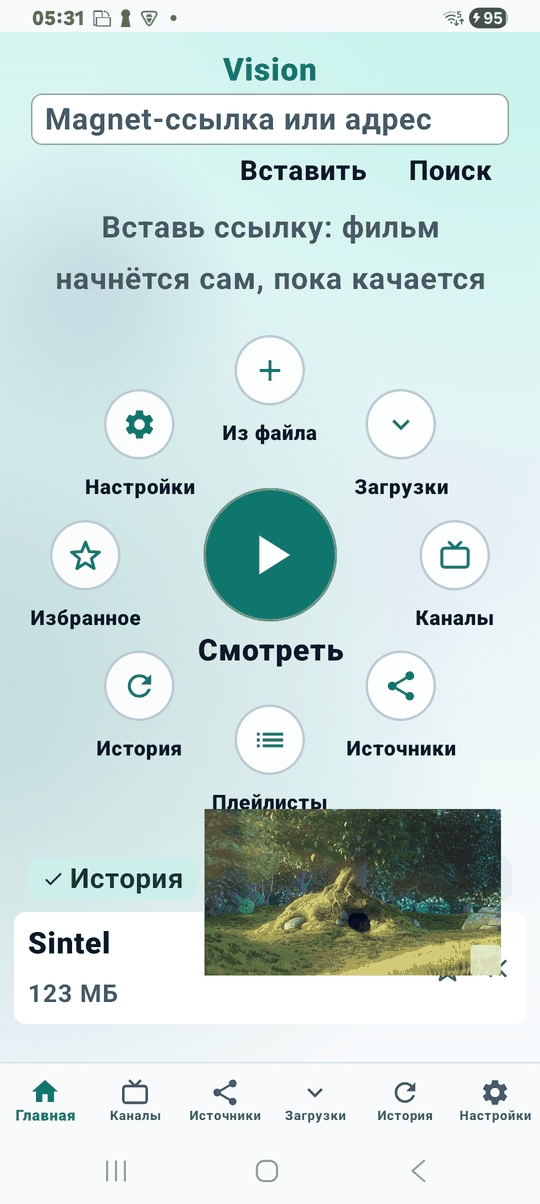 05:31
95
Vision
Magnet-ссылка или адрес
Вставить Поиск
Вставь ссылку: фильм
начнётся сам, пока качается
Из файла
Настройки
Загрузки
Избранное
Каналы
Смотреть
История
Источники
Плейлисты
История
Sintel
123 МБ
Главная Каналы Источники Загрузки История Настройки